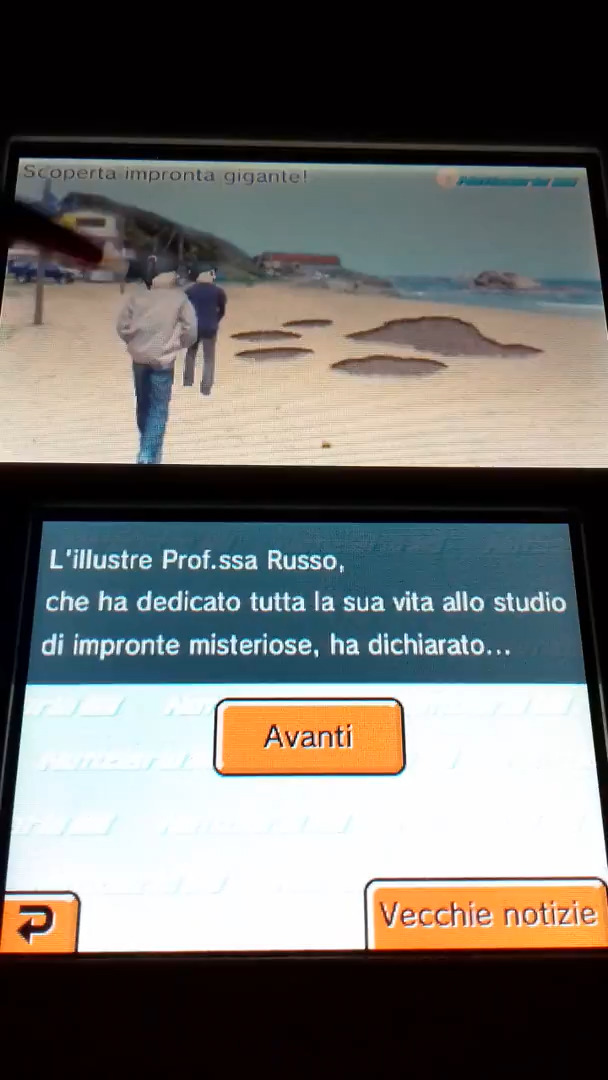 Scoperta impronta gigante!
L'illustre Prof.ssa Russo,
che ha dedicato tutta la sua vita allo studio
di impronte misteriose, ha dichiarato...
Avanti
Vecchie notizie